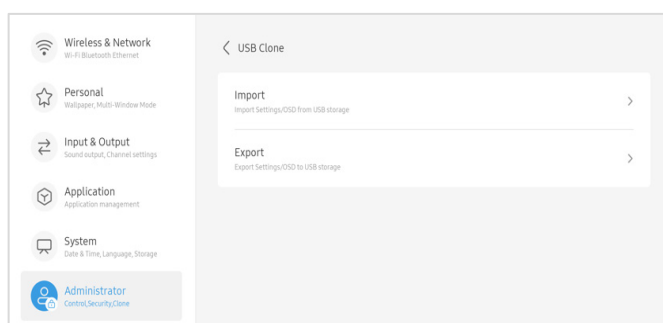 Wireless & Network
Wi-Fi Bluetooth Ethernet
Personal
Wallpaper, Multi-Window Mode
Input & Output
Sound output, Channel settings
Application
Application management
System
Date & Time, Language, Storage
Administrator
Control,Security,Clone
USB Clone
Import
Import Settings/OSD from USB storage
Export
Export Settings/OSD to USB storage